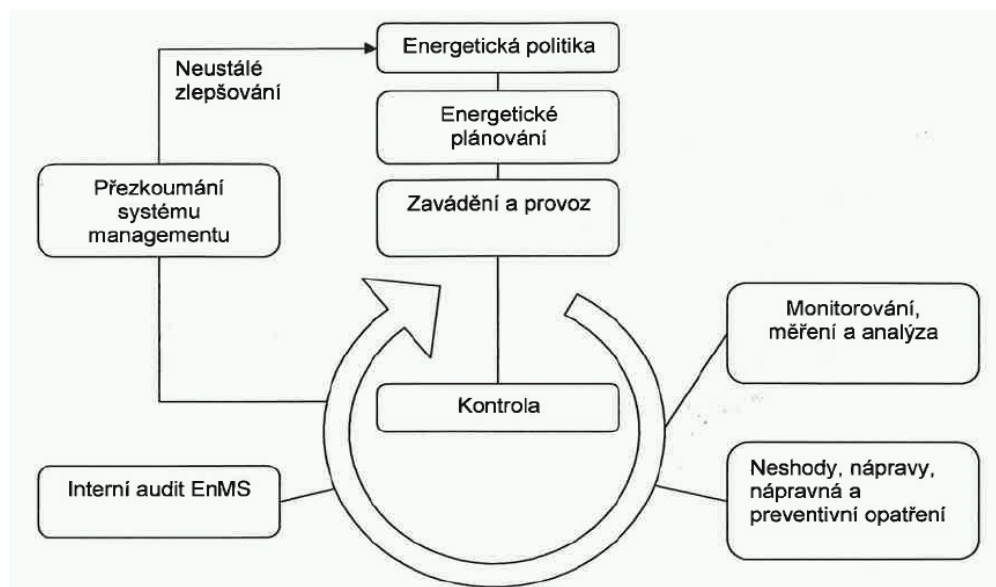 Energetická politika
Neustálé
zlepšování
Energetické
plánování
Přezkoumání
systému
managementu
Zavádění a provoz
Monitorování,
měření a analýza
Kontrola
Interní audit EnMS
Neshody, nápravy,
nápravná a
preventivní opatření